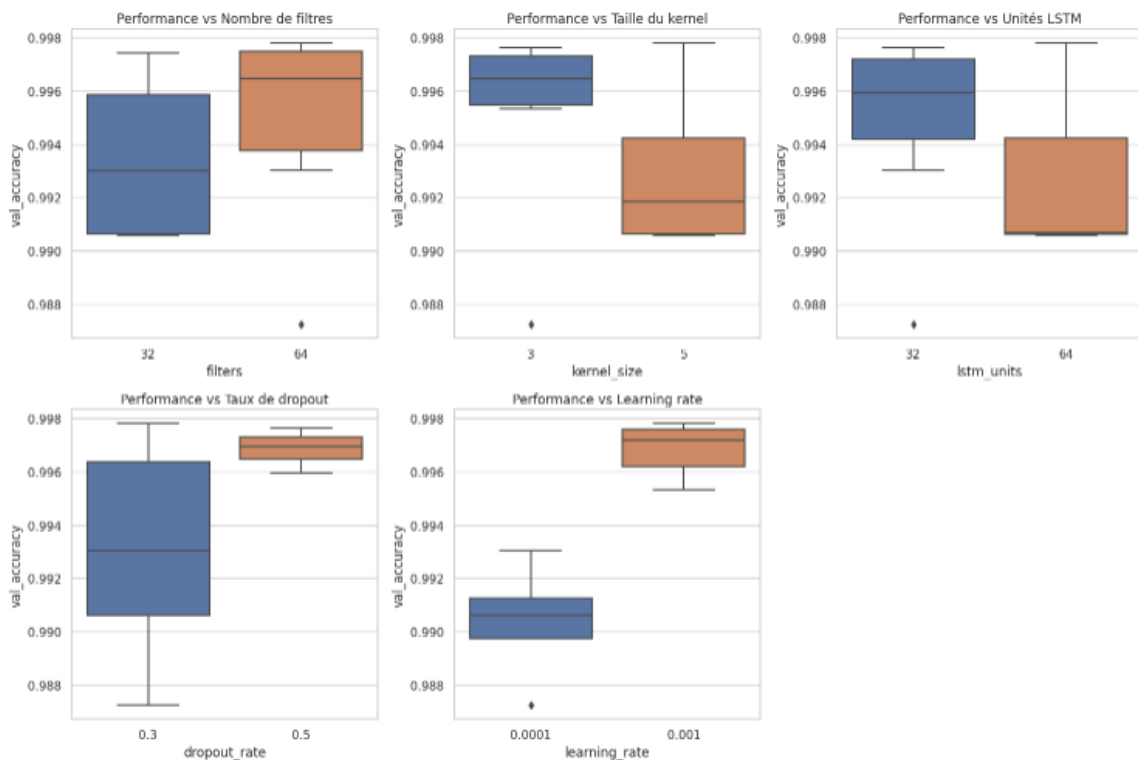 Performance vs Nombre de filtres
0.998
0.996
0.994
0.992
0.990
0.988
val_accuracy
32
64
filters
Performance vs Taille du kernel
0.998
0.996
0.994
0.992
0.990
0.988
val_accuracy
3
5
kernel_size
Performance vs Unités LSTM
0.998
0.996
0.994
0.992
0.990
0.988
val_accuracy
32
64
lstm_units
Performance vs Taux de dropout
0.998
0.996
0.994
0.992
0.990
0.988
val_accuracy
0.3
0.5
dropout_rate
Performance vs Learning rate
0.998
0.996
0.994
0.992
0.990
0.988
val_accuracy
0.0001
0.001
learning_rate